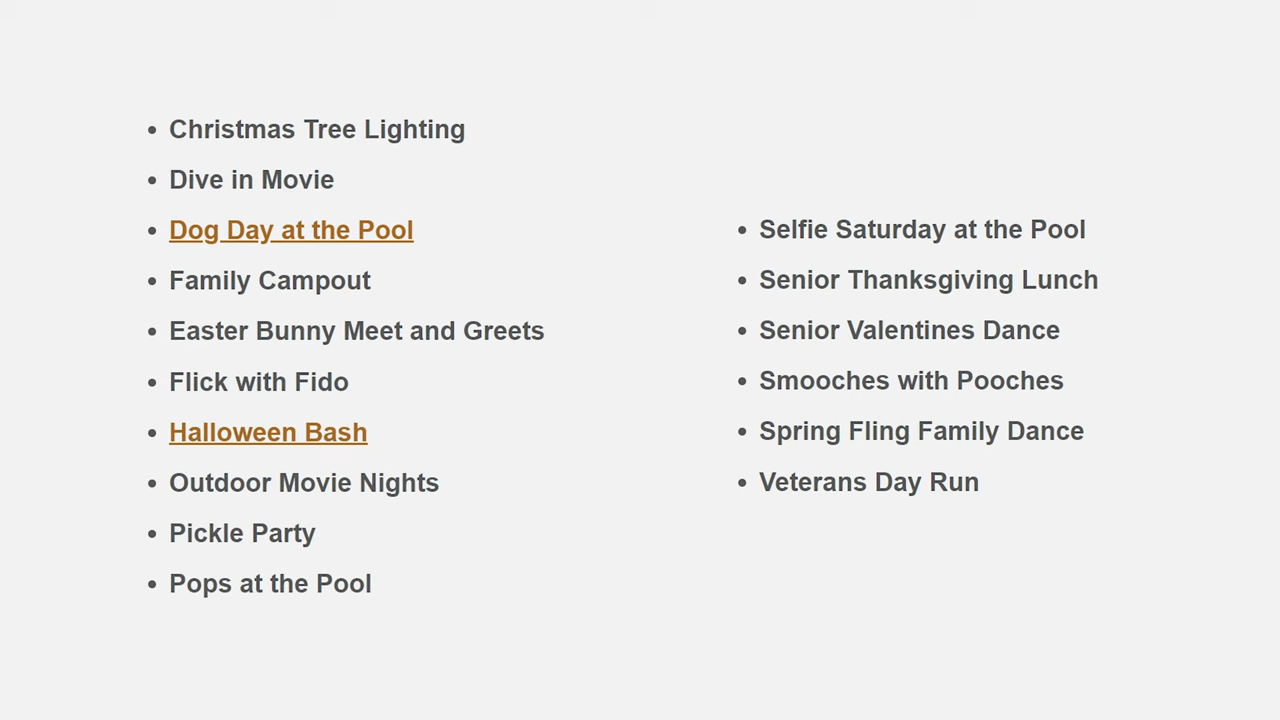 Christmas Tree Lighting
Dive in Movie
Dog Day at the Pool
Family Campout
Easter Bunny Meet and Greets
Flick with Fido
Halloween Bash
Outdoor Movie Nights
Pickle Party
Pops at the Pool
Selfie Saturday at the Pool
Senior Thanksgiving Lunch
Senior Valentines Dance
Smooches with Pooches
Spring Fling Family Dance
Veterans Day Run